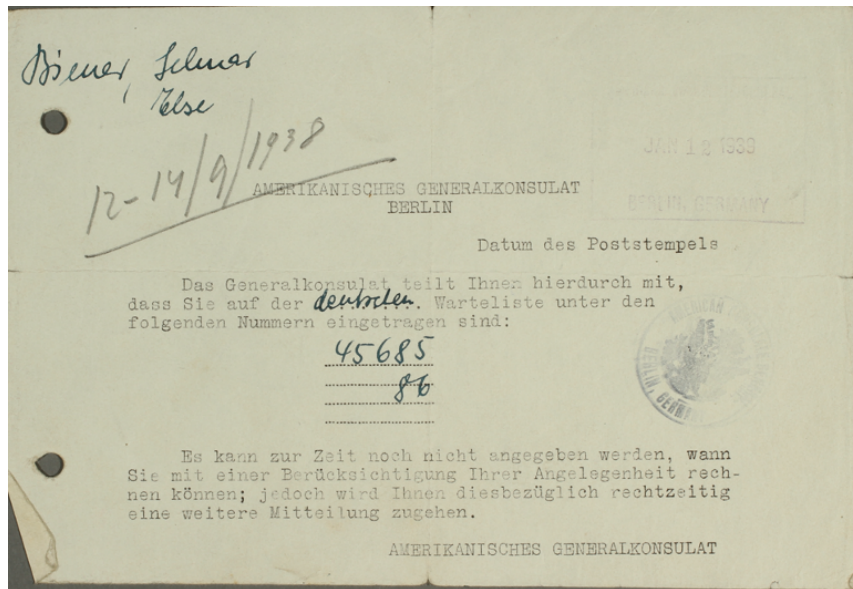 Biener, Selmar
Else
12-14/9/1938
JAN 12 1939
BERLIN, GERMANY
AMERIKANISCHES GENERALKONSULAT
BERLIN
Datum des Poststempels
Das Generalkonsulat teilt Ihnen hierdurch mit,
dass Sie auf der deutschen. Warteliste unter den
folgenden Nummern eingetragen sind:
45685
86
AMERICAN
BERLIN, GERMANY
Es kann zur Zeit noch nicht angegeben werden, wann
Sie mit einer Berücksichtigung Ihrer Angelegenheit rech-
nen können; jedoch wird Ihnen diesbezüglich rechtzeitig
eine weitere Mitteilung zugehen.
AMERIKANISCHES GENERALKONSULAT